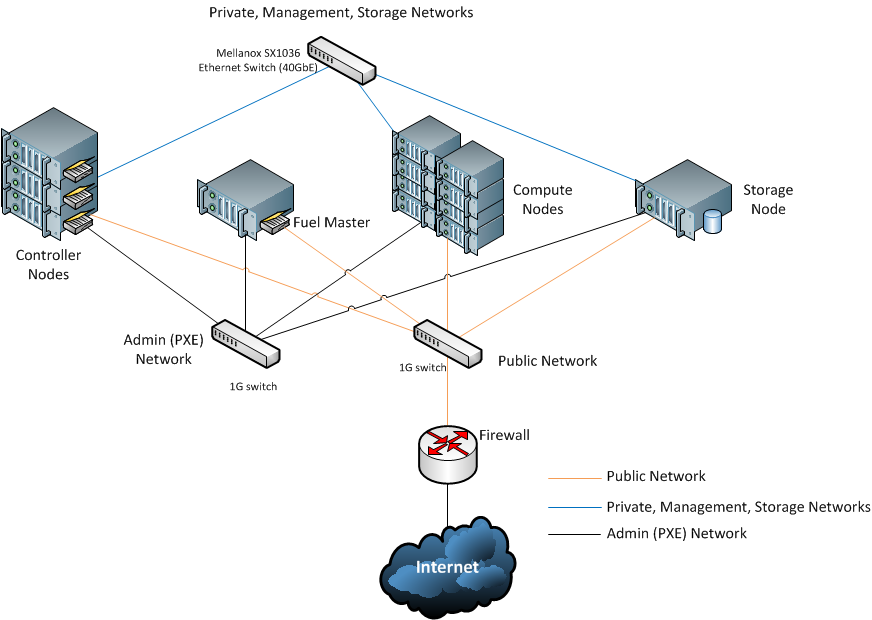 Private, Management, Storage Networks
Mellanox SX1036
Ethernet Switch (40GbE)
Controller
Nodes
Fuel Master
Compute
Nodes
Storage
Node
Admin (PXE)
Network
1G switch
1G switch
Public Network
Firewall
Public Network
Private, Management, Storage Networks
Admin (PXE) Network
Internet